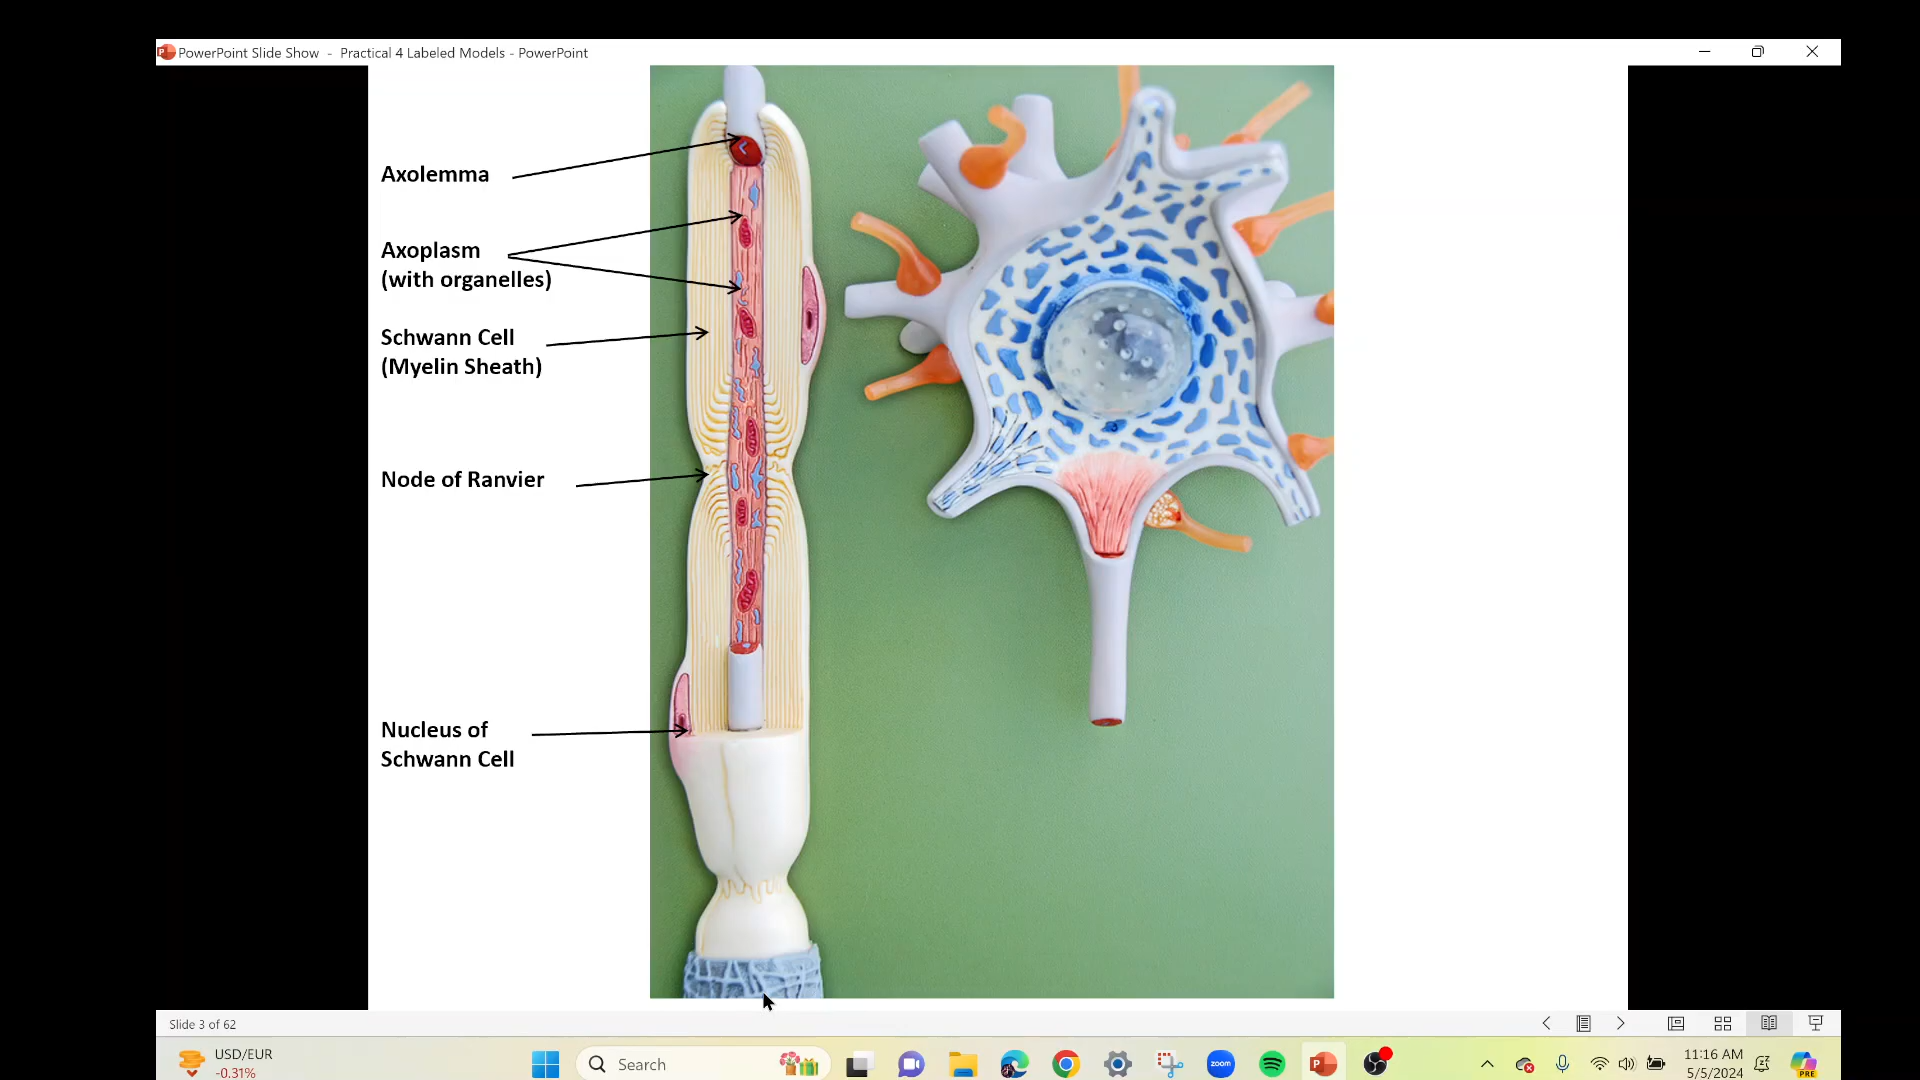 PowerPoint Slide Show - Practical 4 Labeled Models - PowerPoint
Axolemma
Axoplasm
(with organelles)
Schwann Cell
(Myelin Sheath)
Node of Ranvier
Nucleus of
Schwann Cell
Slide 3 of 62
USD/EUR
-0.31%
Search
zoom
11:16 AM
5/5/2024
PRE